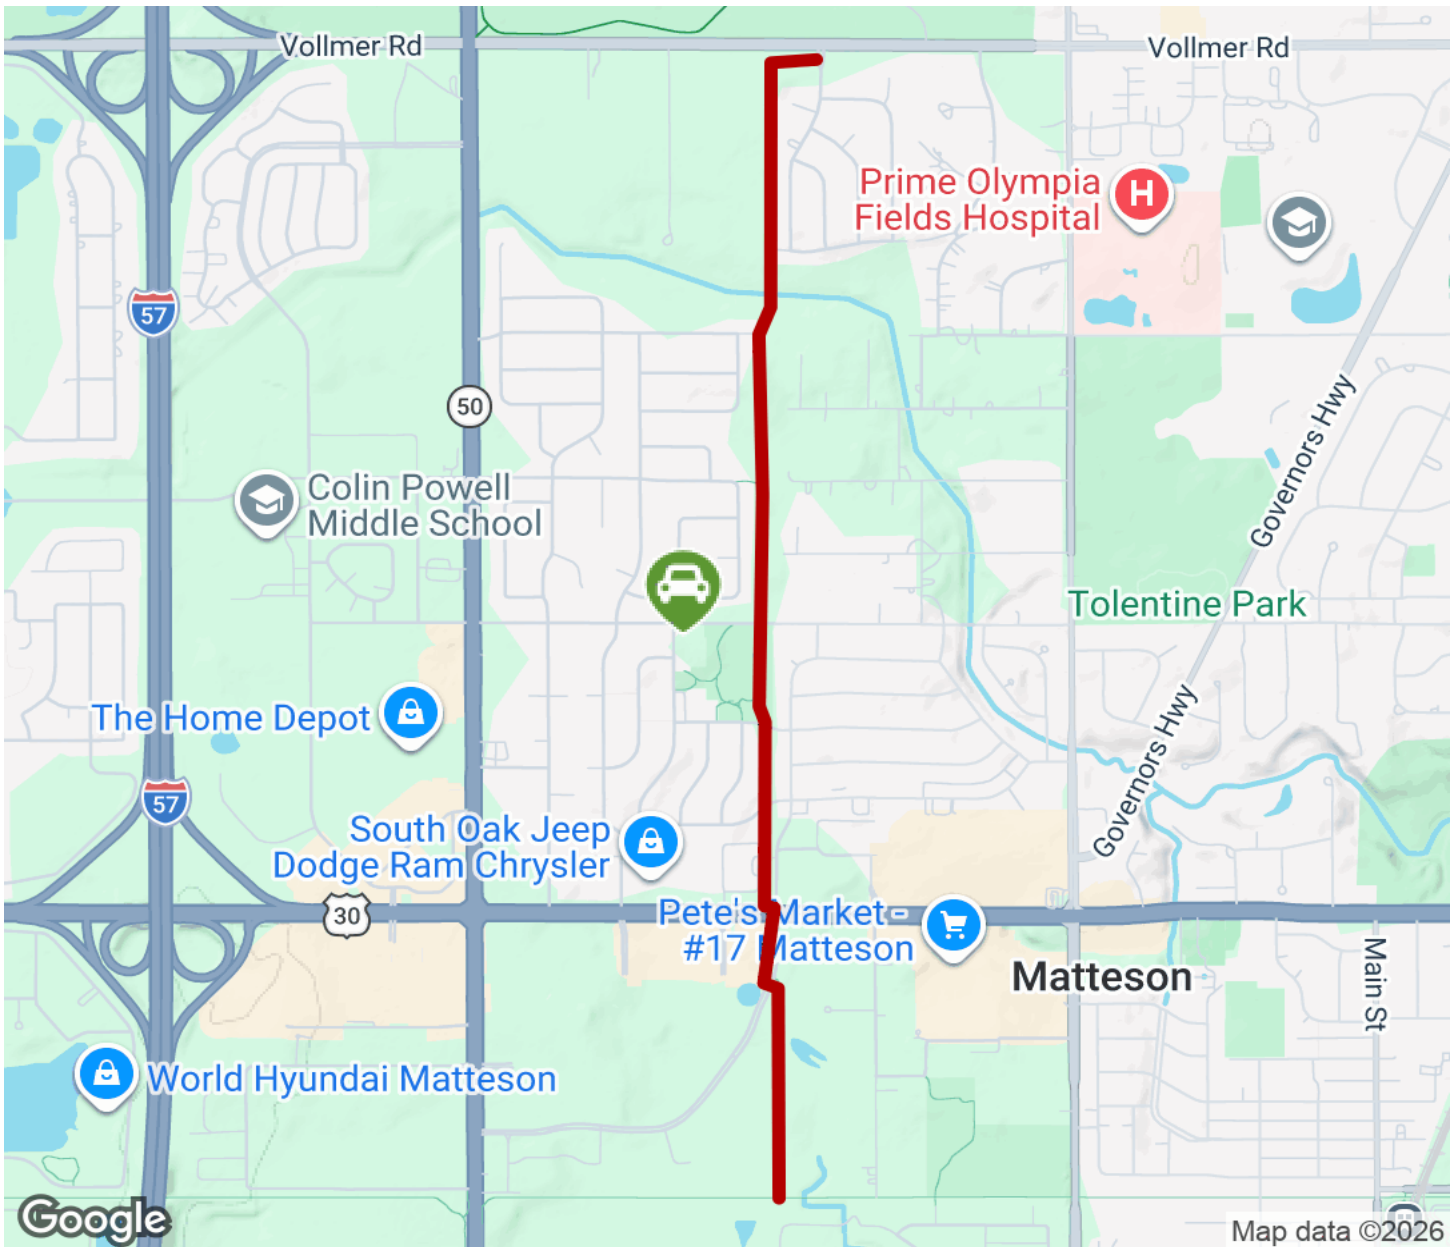 Vollmer Rd
Vollmer Rd
Prime Olympia
Fields Hospital
H
57
50
Governors Hwy
Colin Powell
Middle School
Tolentine Park
The Home Depot
Governors Hwy
57
South Oak Jeep
Dodge Ram Chrysler
30
Pete's Market -
#17 Matteson
Matteson
Main St
World Hyundai Matteson
Google
Map data ©2026